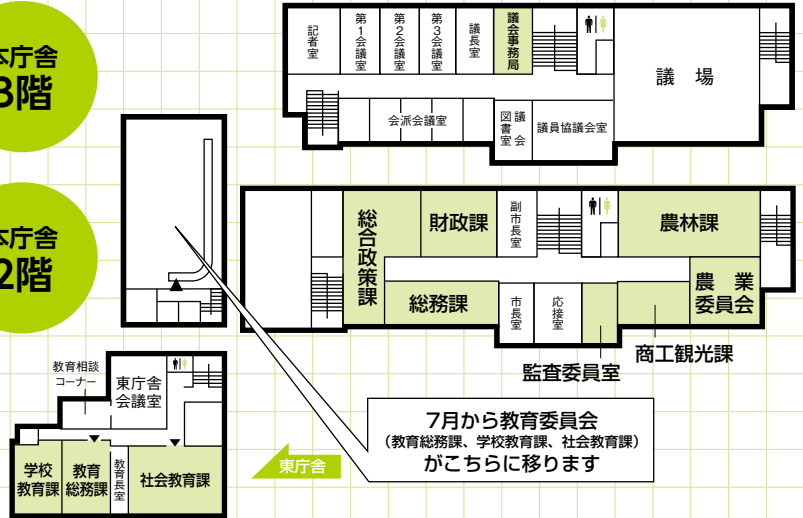 本庁舎
3階
記者室
第1会議室
第2会議室
第3会議室
議長室
議会事務局
議場
会派会議室
議会図書室
議員協議会室
本庁舎
2階
総合政策課
財政課
副市長室
農林課
総務課
市長室
応接室
農業
委員会
監査委員室
商工観光課
7月から教育委員会
（教育総務課、学校教育課、社会教育課）
がこちらに移ります
東庁舎
教育相談
コーナー
東庁舎
会議室
学校
教育課
教育
総務課
教育長室
社会教育課